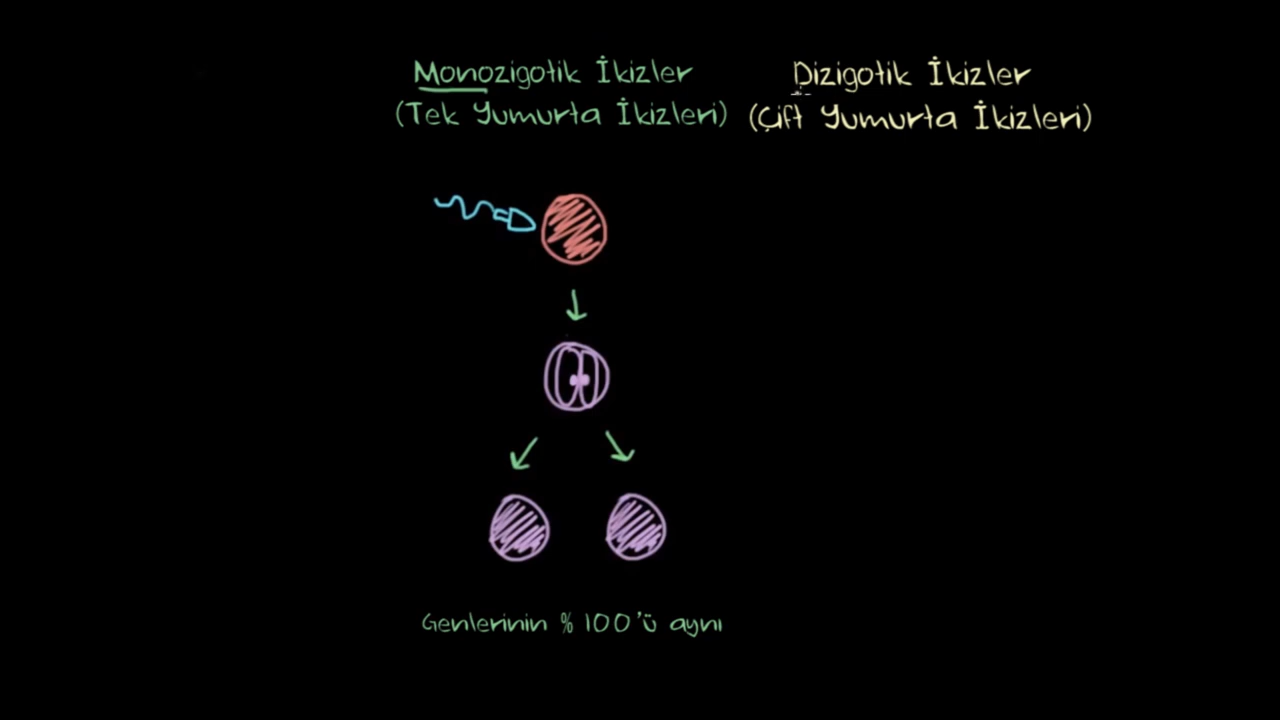 Monozigotik İkizler
(Tek Yumurta İkizleri)
Dizigotik İkizler
(Çift Yumurta İkizleri)
Genlerinin % 100'ü aynı